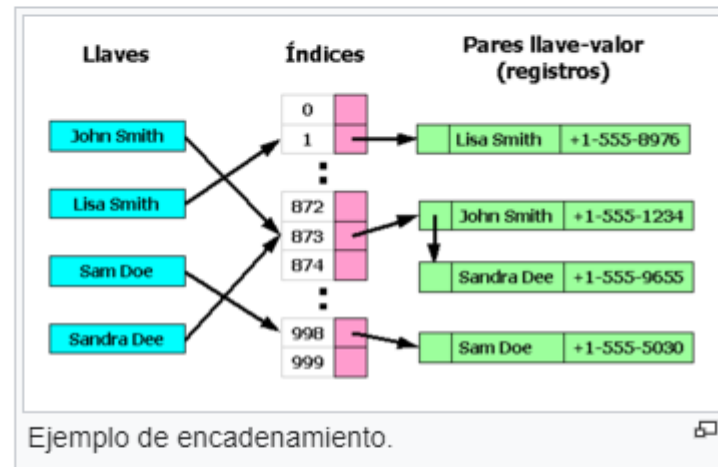 Llaves
Índices
Pares llave-valor
(registros)
John Smith
Lisa Smith
Sam Doe
Sandra Dee
0
1
872
873
874
998
999
Lisa Smith +1-555-8976
John Smith +1-555-1234
Sandra Dee +1-555-9655
Sam Doe +1-555-5030
Ejemplo de encadenamiento.